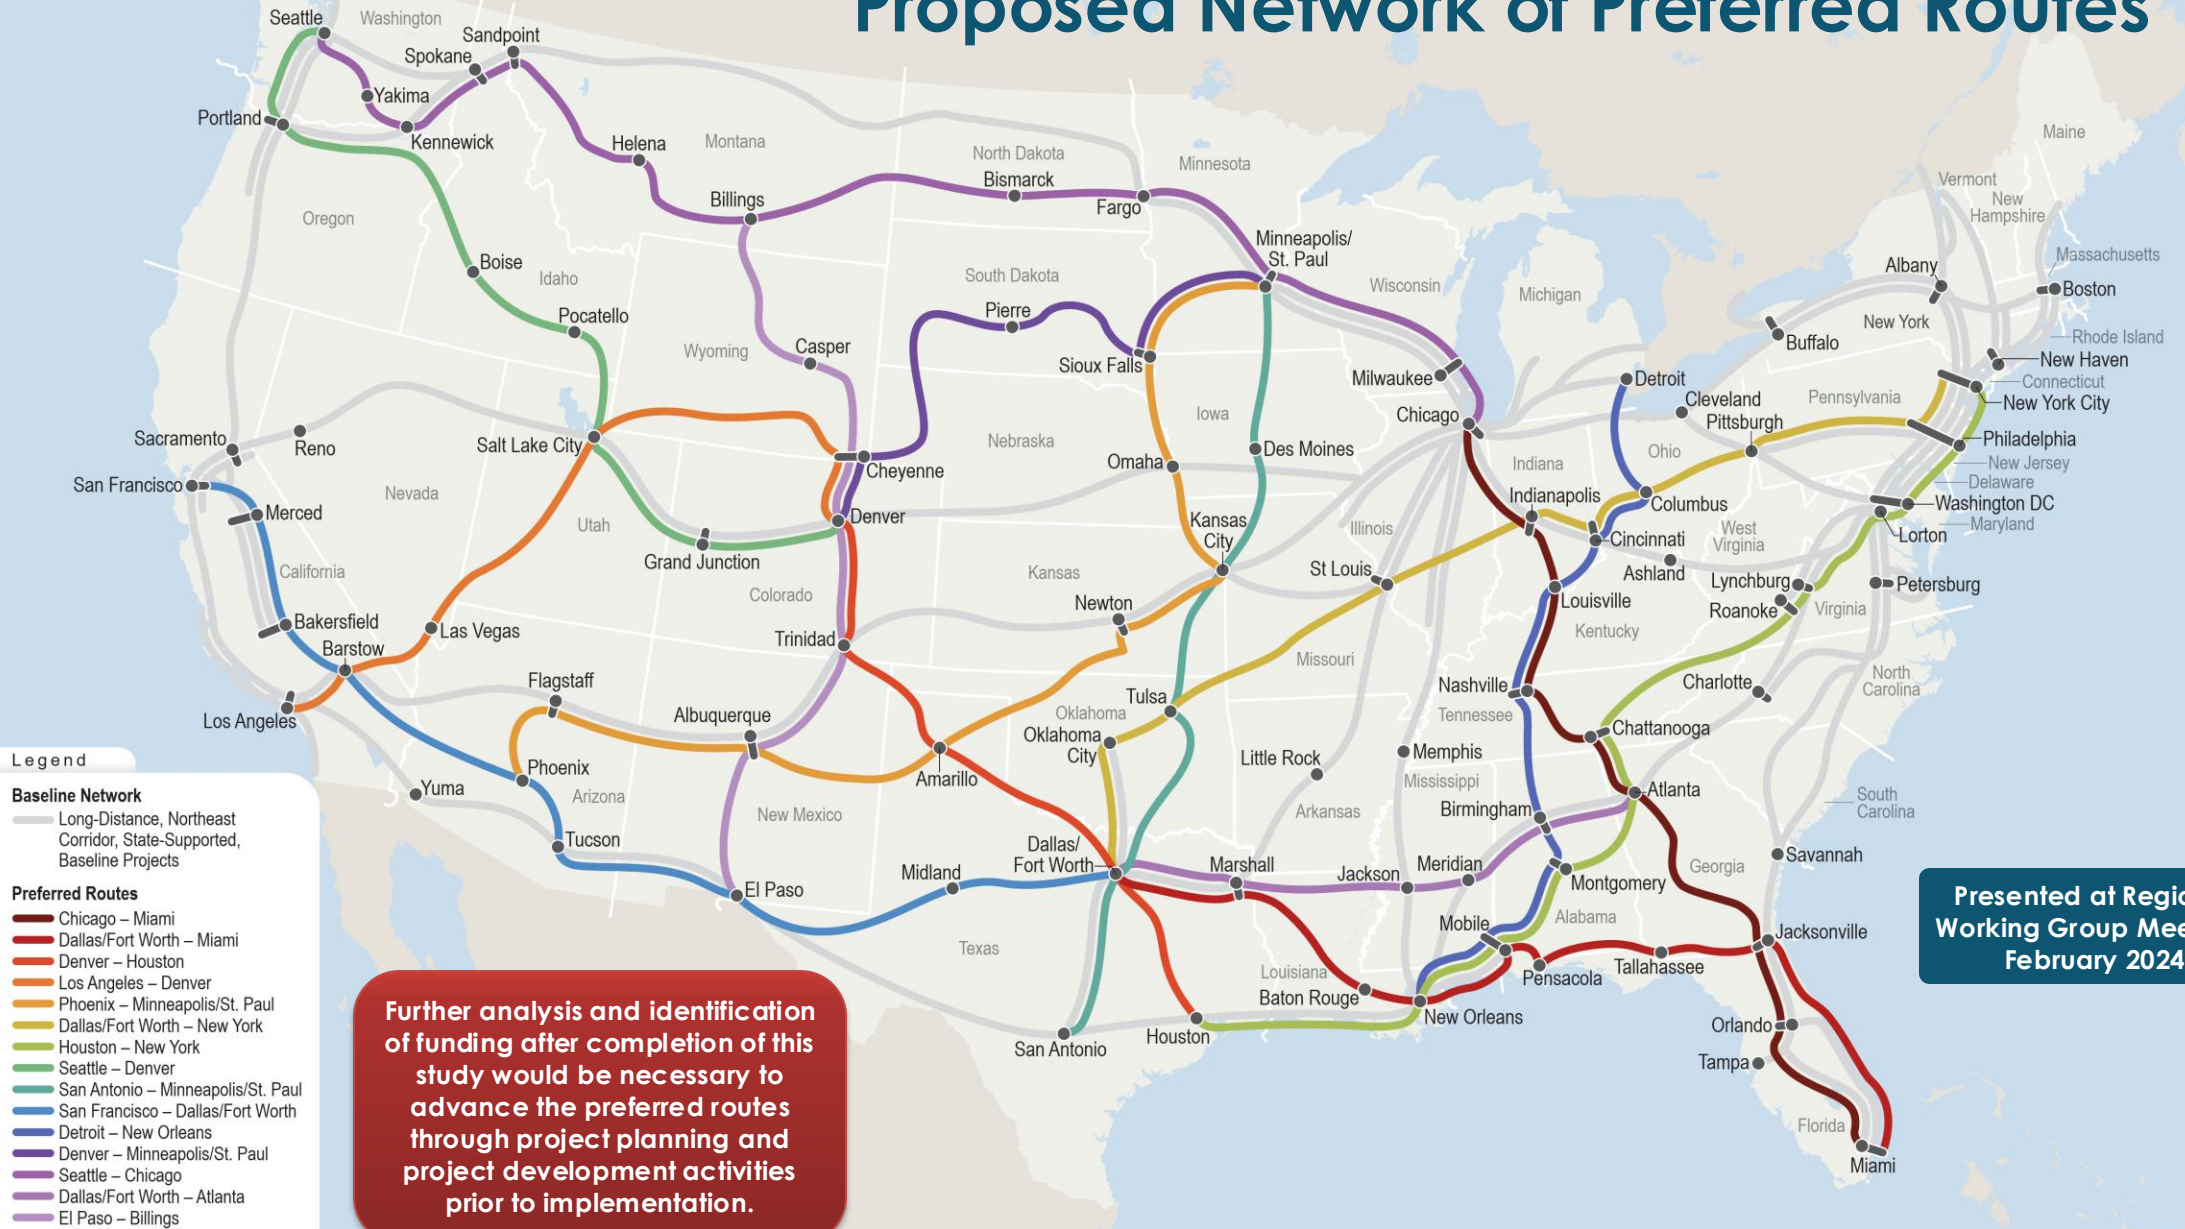 Proposed Network of Preferred Routes
Seattle
Washington
Sandpoint
Spokane
Yakima
Portland
Kennewick
Helena
Montana
North Dakota
Bismarck
Minnesota
Fargo
Billings
Oregon
Boise
Idaho
Pocatello
Wyoming
Casper
South Dakota
Pierre
Sioux Falls
Minneapolis/
St. Paul
Wisconsin
Michigan
Milwaukee
Chicago
Detroit
Cleveland
Pittsburgh
Pennsylvania
Buffalo
New York
Albany
Vermont
New
Hampshire
Maine
Massachusetts
Boston
Rhode Island
New Haven
Connecticut
New York City
Philadelphia
New Jersey
Delaware
Washington DC
Maryland
Lorton
Sacramento
Reno
San Francisco
Merced
Nevada
Salt Lake City
Utah
Grand Junction
Cheyenne
Denver
Nebraska
Iowa
Omaha
Des Moines
Kansas
City
Illinois
Indiana
Indianapolis
Ohio
Columbus
Cincinnati
West
Virginia
Ashland
Lynchburg
Roanoke
Virginia
Petersburg
California
Bakersfield
Barstow
Las Vegas
Los Angeles
Colorado
Trinidad
Kansas
Newton
St Louis
Missouri
Louisville
Kentucky
Nashville
Tennessee
Charlotte
North
Carolina
Flagstaff
Albuquerque
Phoenix
Arizona
Yuma
Tucson
New Mexico
El Paso
Amarillo
Oklahoma
Oklahoma
City
Tulsa
Little Rock
Arkansas
Memphis
Mississippi
Chattanooga
Atlanta
Birmingham
South
Carolina
Midland
Dallas/
Fort Worth
Marshall
Jackson
Meridian
Montgomery
Georgia
Savannah
Texas
Louisiana
Baton Rouge
Mobile
Alabama
Pensacola
Tallahassee
Jacksonville
New Orleans
Houston
San Antonio
Orlando
Tampa
Florida
Miami
Legend
Baseline Network
Long-Distance, Northeast
Corridor, State-Supported,
Baseline Projects
Preferred Routes
Chicago – Miami
Dallas/Fort Worth – Miami
Denver – Houston
Los Angeles – Denver
Phoenix – Minneapolis/St. Paul
Dallas/Fort Worth – New York
Houston – New York
Seattle – Denver
San Antonio – Minneapolis/St. Paul
San Francisco – Dallas/Fort Worth
Detroit – New Orleans
Denver – Minneapolis/St. Paul
Seattle – Chicago
Dallas/Fort Worth – Atlanta
El Paso – Billings
Further analysis and identification
of funding after completion of this
study would be necessary to
advance the preferred routes
through project planning and
project development activities
prior to implementation.
Presented at Regio
Working Group Mee
February 2024